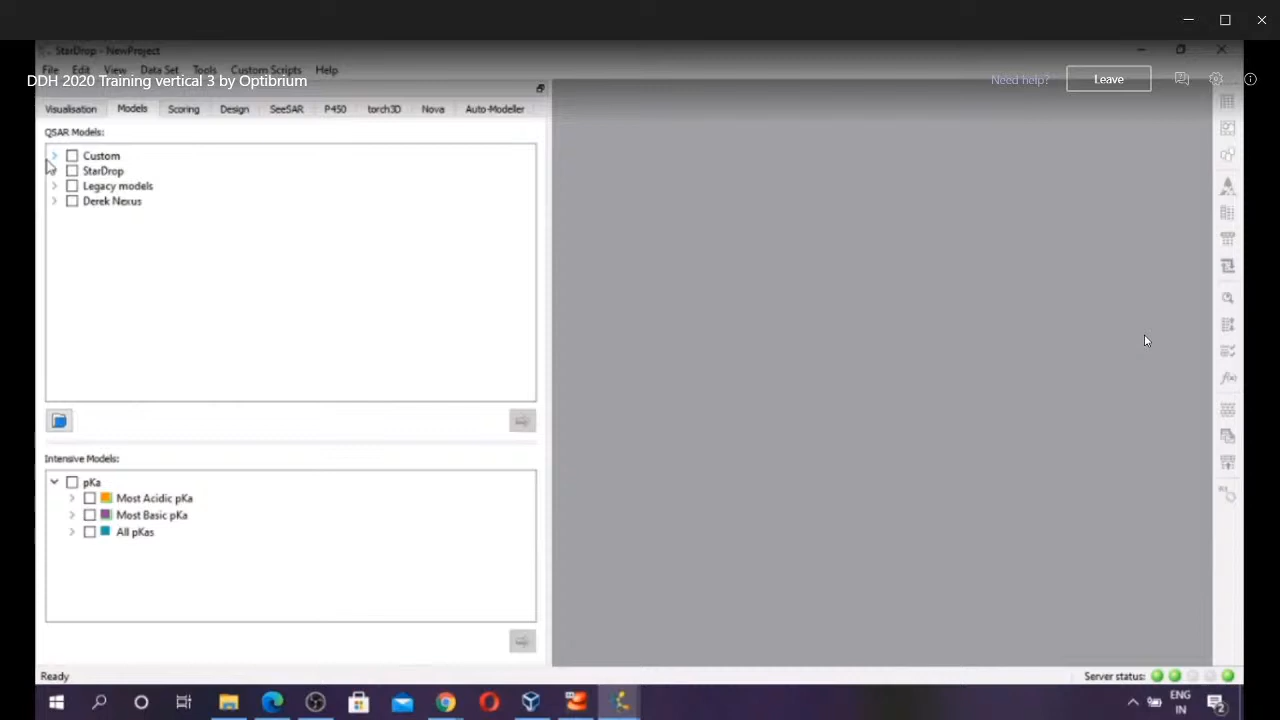 StarDrop - NewProject
File Edit View Data Set Tools Custom Scripts Help
DDH 2020 Training vertical 3 by Optibrium
Need help?
Leave
Visualisation Models Scoring Design SeeSAR P450 torch3D Nova Auto-Modeller
QSAR Models:
Custom
StarDrop
Legacy models
Derek Nexus
f(x)
Intensive Models:
pKa
Most Acidic pKa
Most Basic pKa
All pKas
Ready
Server status:
ENG
IN
2